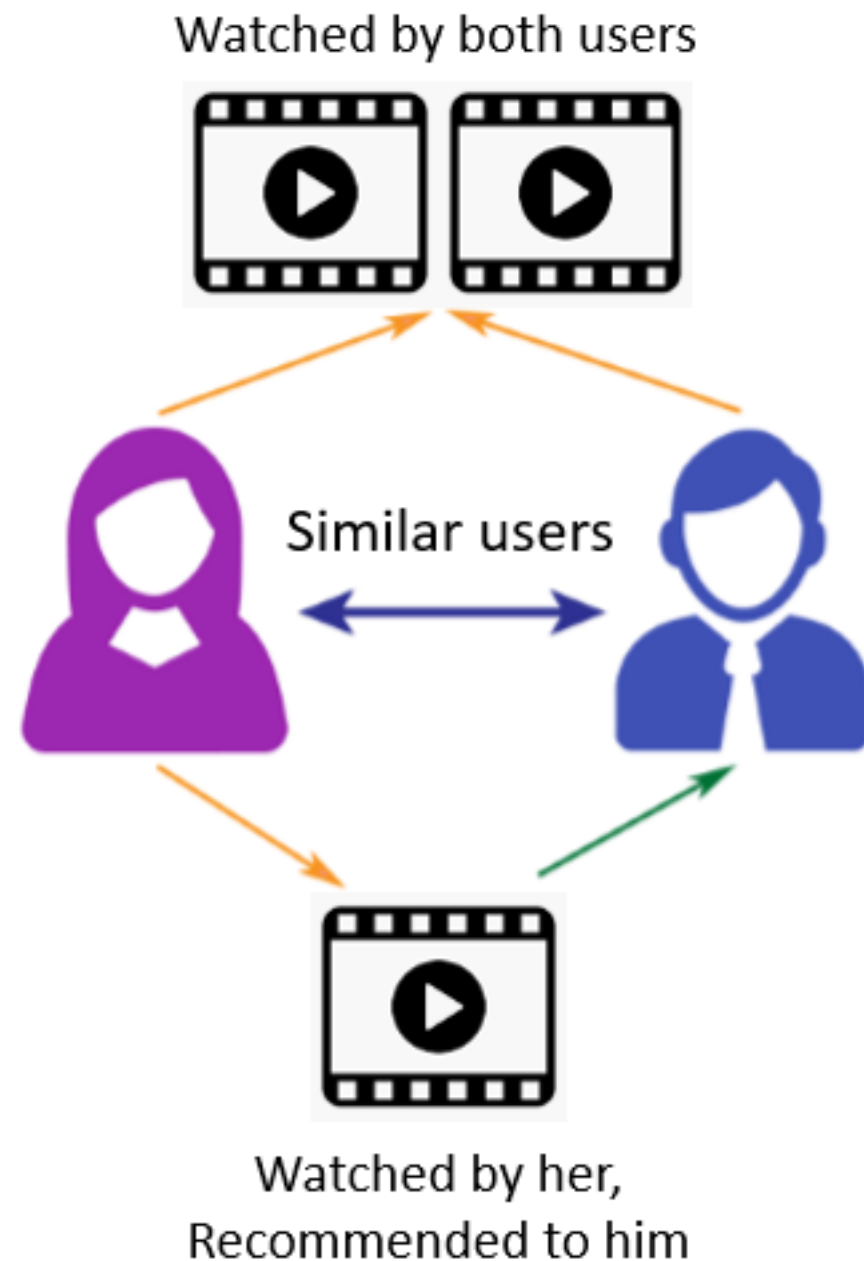 Watched by both users
Similar users
Watched by her,
Recommended to him